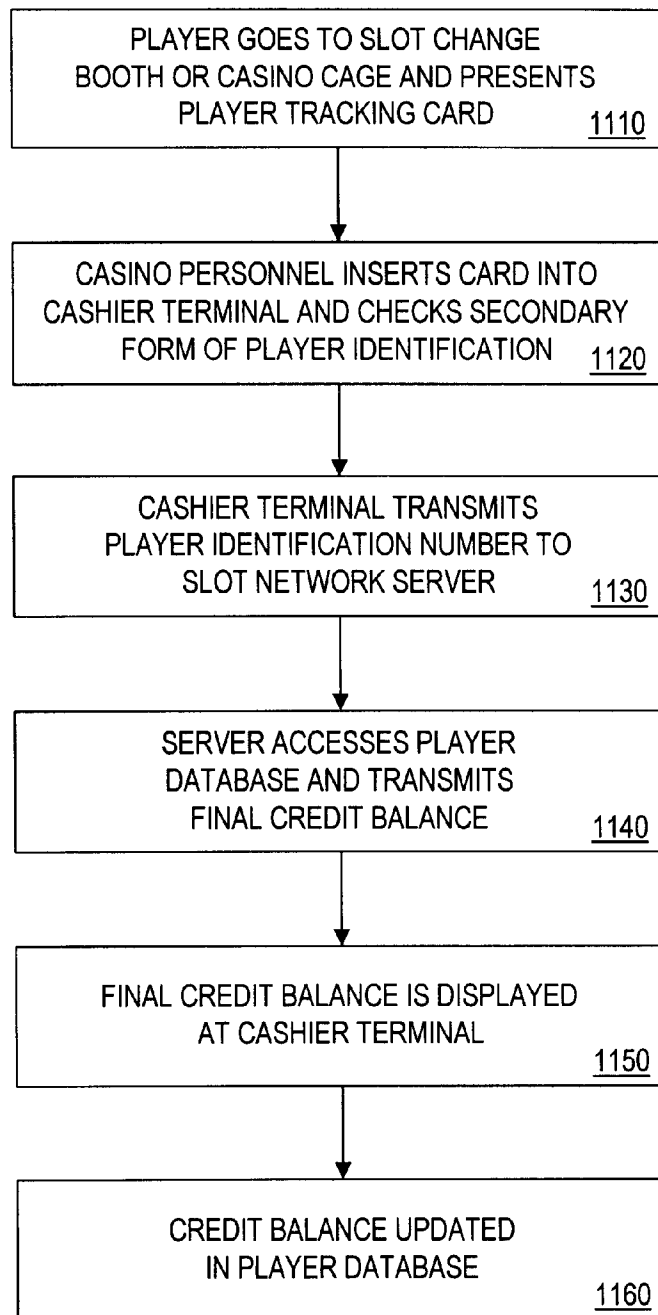 PLAYER GOES TO SLOT CHANGE
BOOTH OR CASINO CAGE AND PRESENTS
PLAYER TRACKING CARD
1110
CASINO PERSONNEL INSERTS CARD INTO
CASHIER TERMINAL AND CHECKS SECONDARY
FORM OF PLAYER IDENTIFICATION
1120
CASHIER TERMINAL TRANSMITS
PLAYER IDENTIFICATION NUMBER TO
SLOT NETWORK SERVER
1130
SERVER ACCESSES PLAYER
DATABASE AND TRANSMITS
FINAL CREDIT BALANCE
1140
FINAL CREDIT BALANCE IS DISPLAYED
AT CASHIER TERMINAL
1150
CREDIT BALANCE UPDATED
IN PLAYER DATABASE
1160